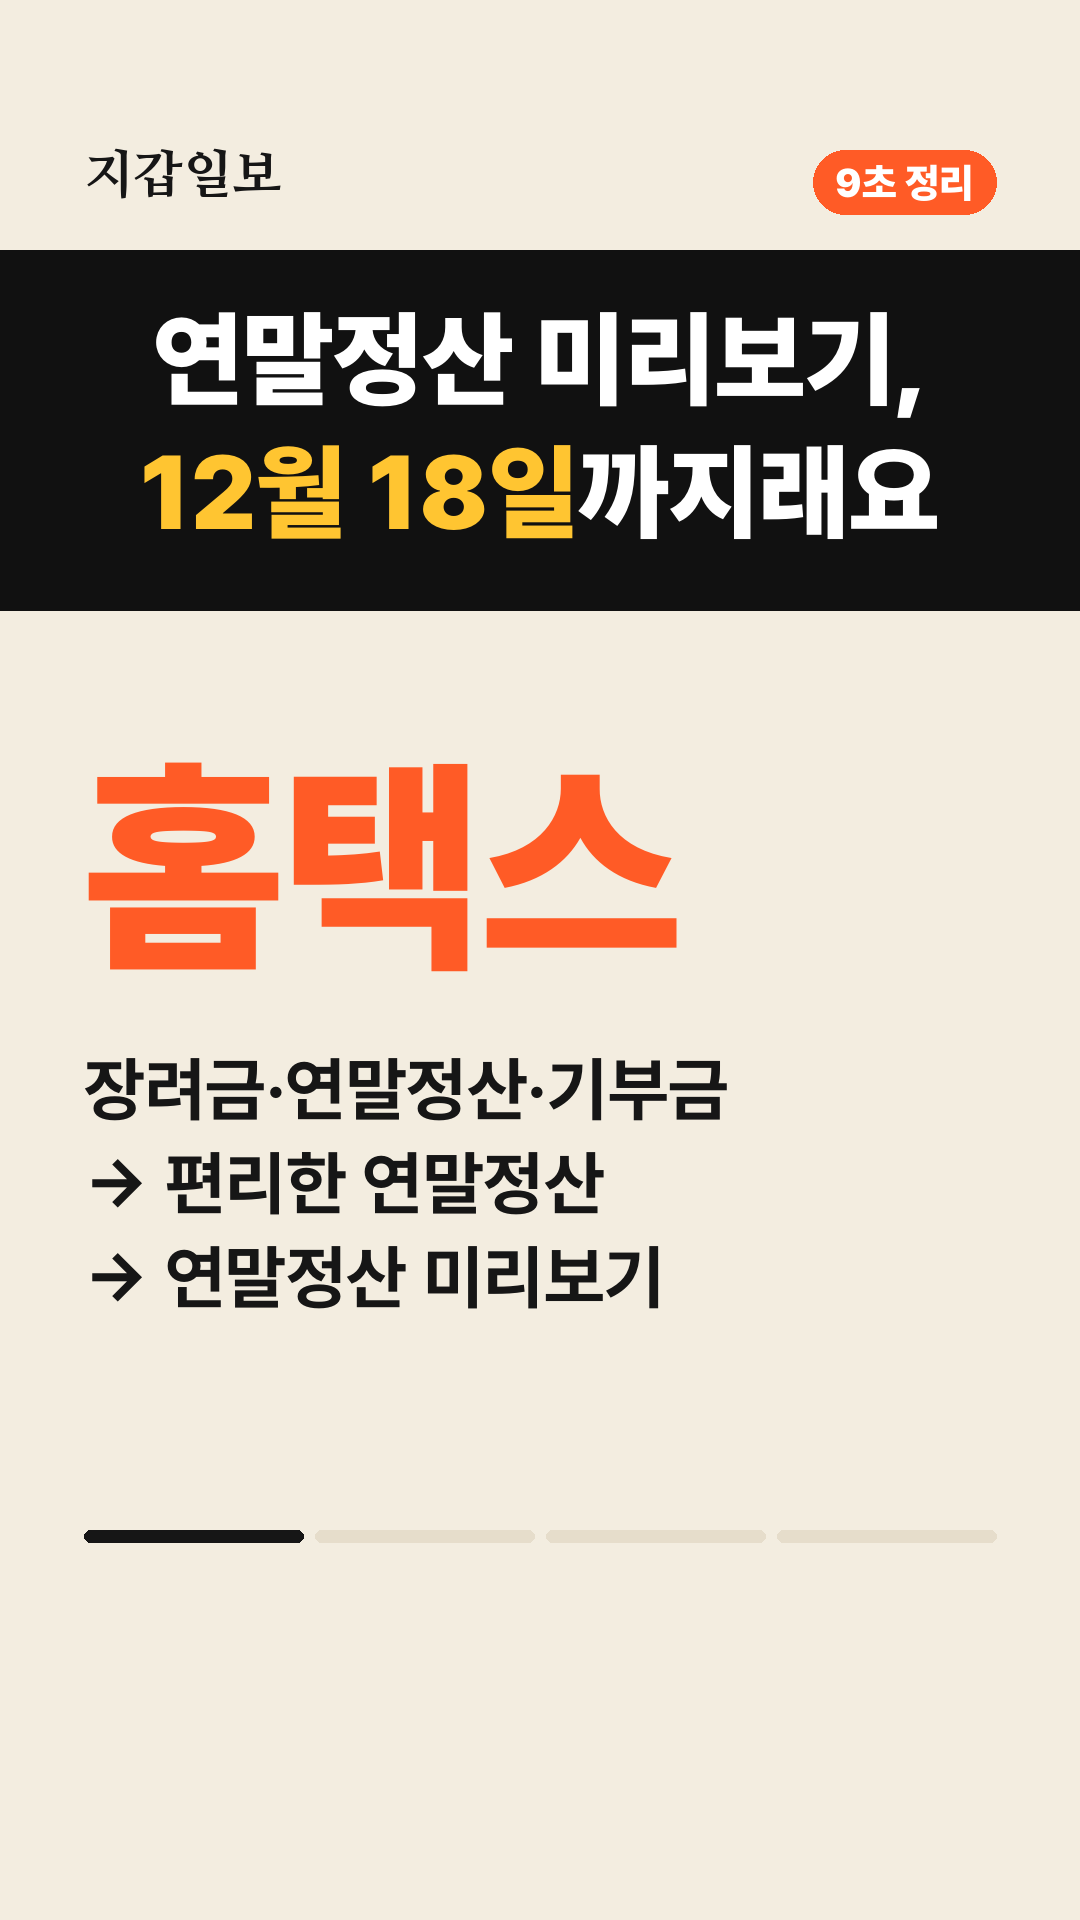 지갑일보
9초 정리
연말정산 미리보기,
12월 18일까지래요
홈택스
장려금·연말정산·기부금
→ 편리한 연말정산
→ 연말정산 미리보기